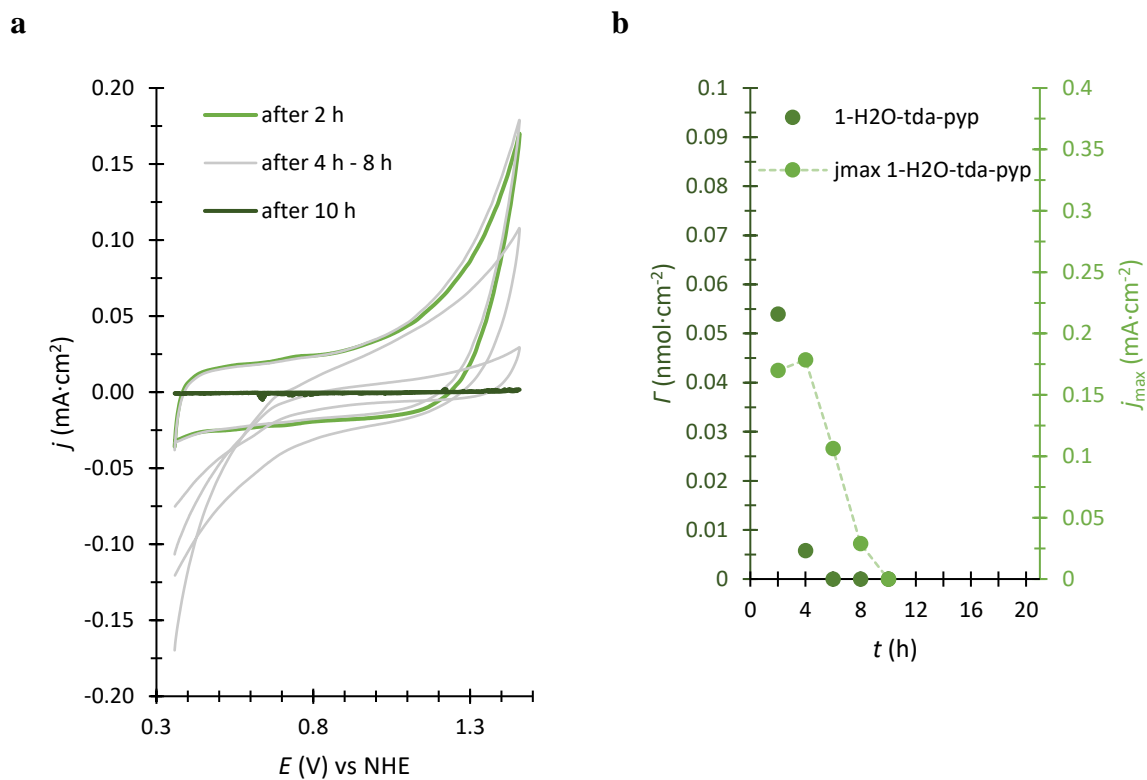 a
0.20
0.15
0.10
0.05
0.00
-0.05
-0.10
-0.15
-0.20
j (mA·cm²)
after 2 h
after 4 h - 8 h
after 10 h
0.3
0.8
1.3
E (V) vs NHE
b
0.1
0.09
0.08
0.07
0.06
0.05
0.04
0.03
0.02
0.01
0
Γ (nmol·cm⁻²)
1-H2O-tda-pyp
jmax 1-H2O-tda-pyp
0.4
0.35
0.3
0.25
0.2
0.15
0.1
0.05
0
jmax (mA·cm⁻²)
0 4 8 12 16 20
t (h)